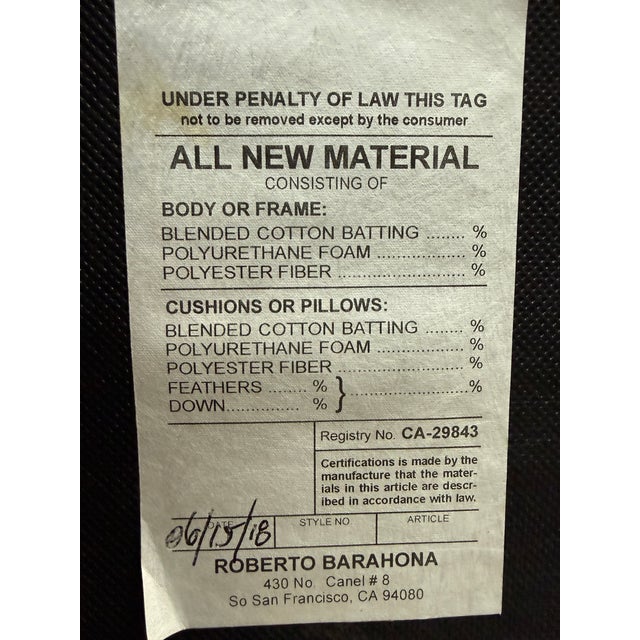 UNDER PENALTY OF LAW THIS TAG
not to be removed except by the consumer
ALL NEW MATERIAL
CONSISTING OF
BODY OR FRAME:
BLENDED COTTON BATTING ........ %
POLYURETHANE FOAM ................ %
POLYESTER FIBER ...................... %
CUSHIONS OR PILLOWS:
BLENDED COTTON BATTING ........ %
POLYURETHANE FOAM ................ %
POLYESTER FIBER ...................... %
FEATHERS ....... %
DOWN.............. % } .....................%
Registry No. CA-29843
Certifications is made by the
manufacture that the mater-
ials in this article are descr-
ibed in accordance with law.
DATE STYLE NO ARTICLE
06/15/18
ROBERTO BARAHONA
430 No. Canel # 8
So San Francisco, CA 94080